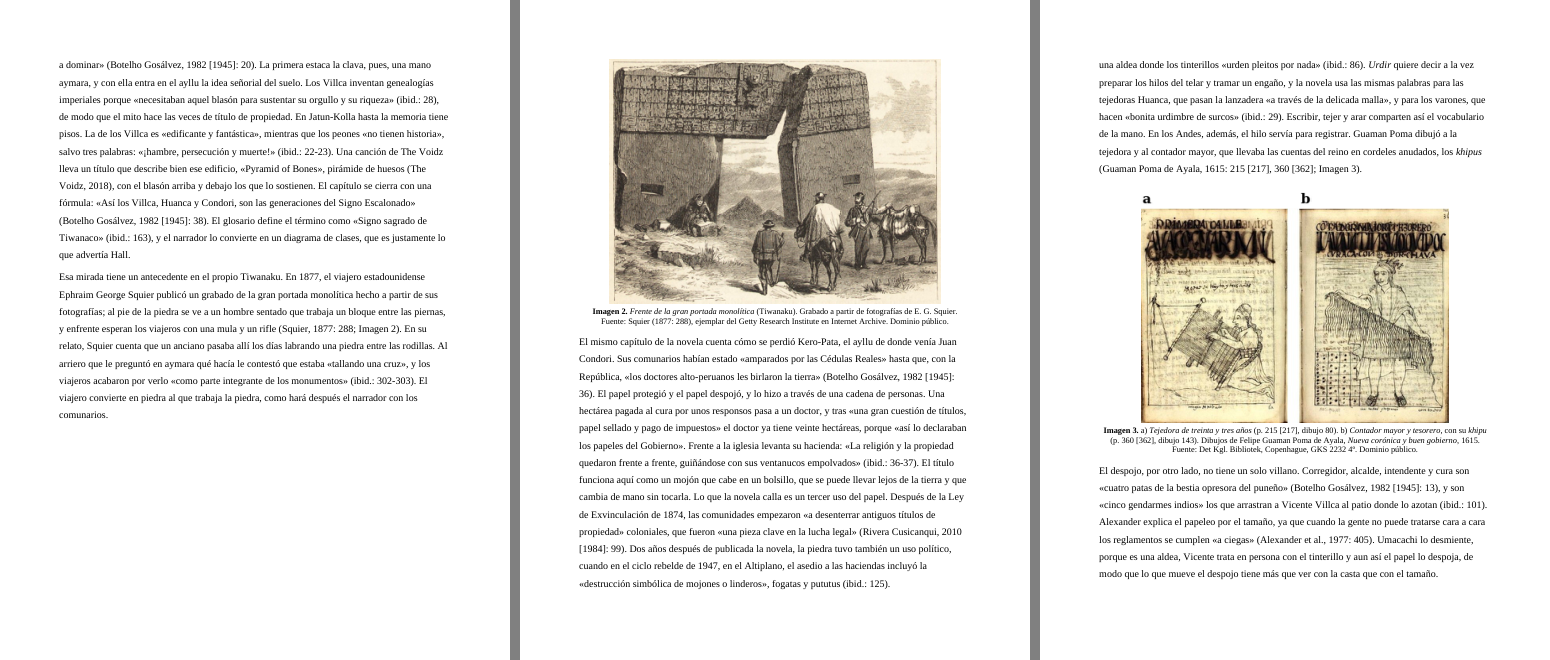 a dominar» (Botelho Gosálvez, 1982 [1945]: 20). La primera estaca la clava, pues, una mano
aymara, y con ella entra en el ayllu la idea señorial del suelo. Los Villca inventan genealogías
imperiales porque «necesitaban aquel blasón para sustentar su orgullo y su riqueza» (ibid.: 28),
de modo que el mito hace las veces de título de propiedad. En Jatun-Kolla hasta la memoria tiene
pisos. La de los Villca es «edificante y fantástica», mientras que los peones «no tienen historia»,
salvo tres palabras: «¡hambre, persecución y muerte!» (ibid.: 22-23). Una canción de The Voidz
lleva un título que describe bien ese edificio, «Pyramid of Bones», pirámide de huesos (The
Voidz, 2018), con el blasón arriba y debajo los que lo sostienen. El capítulo se cierra con una
fórmula: «Así los Villca, Huanca y Condori, son las generaciones del Signo Escalonado»
(Botelho Gosálvez, 1982 [1945]: 38). El glosario define el término como «Signo sagrado de
Tiwanaco» (ibid.: 163), y el narrador lo convierte en un diagrama de clases, que es justamente lo
que advertía Hall.
Esa mirada tiene un antecedente en el propio Tiwanaku. En 1877, el viajero estadounidense
Ephraim George Squier publicó un grabado de la gran portada monolítica hecho a partir de sus
fotografías; al pie de la piedra se ve a un hombre sentado que trabaja un bloque entre las piernas,
y enfrente esperan los viajeros con una mula y un rifle (Squier, 1877: 288; Imagen 2). En su
relato, Squier cuenta que un anciano pasaba allí los días labrando una piedra entre las rodillas. Al
arriero que le preguntó en aymara qué hacía le contestó que estaba «tallando una cruz», y los
viajeros acabaron por verlo «como parte integrante de los monumentos» (ibid.: 302-303). El
viajero convierte en piedra al que trabaja la piedra, como hará después el narrador con los
comunarios.
Imagen 2. Frente de la gran portada monolítica (Tiwanaku). Grabado a partir de fotografías de E. G. Squier.
Fuente: Squier (1877: 288), ejemplar del Getty Research Institute en Internet Archive. Dominio público.
El mismo capítulo de la novela cuenta cómo se perdió Kero-Pata, el ayllu de donde venía Juan
Condori. Sus comunarios habían estado «amparados por las Cédulas Reales» hasta que, con la
República, «los doctores alto-peruanos les birlaron la tierra» (Botelho Gosálvez, 1982 [1945]:
36). El papel protegió y el papel despojó, y lo hizo a través de una cadena de personas. Una
hectárea pagada al cura por unos responsos pasa a un doctor, y tras «una gran cuestión de títulos,
papel sellado y pago de impuestos» el doctor ya tiene veinte hectáreas, porque «así lo declaraban
los papeles del Gobierno». Frente a la iglesia levanta su hacienda: «La religión y la propiedad
quedaron frente a frente, guiñándose con sus ventanucos empolvados» (ibid.: 36-37). El título
funciona aquí como un mojón que cabe en un bolsillo, que se puede llevar lejos de la tierra y que
cambia de mano sin tocarla. Lo que la novela calla es un tercer uso del papel. Después de la Ley
de Exvinculación de 1874, las comunidades empezaron «a desenterrar antiguos títulos de
propiedad» coloniales, que fueron «una pieza clave en la lucha legal» (Rivera Cusicanqui, 2010
[1984]: 99). Dos años después de publicada la novela, la piedra tuvo también un uso político,
cuando en el ciclo rebelde de 1947, en el Altiplano, el asedio a las haciendas incluyó la
«destrucción simbólica de mojones o linderos», fogatas y pututus (ibid.: 125).
una aldea donde los tinterillos «urden pleitos por nada» (ibid.: 86). Urdir quiere decir a la vez
preparar los hilos del telar y tramar un engaño, y la novela usa las mismas palabras para las
tejedoras Huanca, que pasan la lanzadera «a través de la delicada malla», y para los varones, que
hacen «bonita urdimbre de surcos» (ibid.: 29). Escribir, tejer y arar comparten así el vocabulario
de la mano. En los Andes, además, el hilo servía para registrar. Guaman Poma dibujó a la
tejedora y al contador mayor, que llevaba las cuentas del reino en cordeles anudados, los khipus
(Guaman Poma de Ayala, 1615: 215 [217], 360 [362]; Imagen 3).
a b
Imagen 3. a) Tejedora de treinta y tres años (p. 215 [217], dibujo 80). b) Contador mayor y tesorero, con su khipu
(p. 360 [362], dibujo 143). Dibujos de Felipe Guaman Poma de Ayala, Nueva corónica y buen gobierno, 1615.
Fuente: Det Kgl. Bibliotek, Copenhague, GKS 2232 4º. Dominio público.
El despojo, por otro lado, no tiene un solo villano. Corregidor, alcalde, intendente y cura son
«cuatro patas de la bestia opresora del puneño» (Botelho Gosálvez, 1982 [1945]: 13), y son
«cinco gendarmes indios» los que arrastran a Vicente Villca al patio donde lo azotan (ibid.: 101).
Alexander explica el papeleo por el tamaño, ya que cuando la gente no puede tratarse cara a cara
los reglamentos se cumplen «a ciegas» (Alexander et al., 1977: 405). Umacachi lo desmiente,
porque es una aldea, Vicente trata en persona con el tinterillo y aun así el papel lo despoja, de
modo que lo que mueve el despojo tiene más que ver con la casta que con el tamaño.